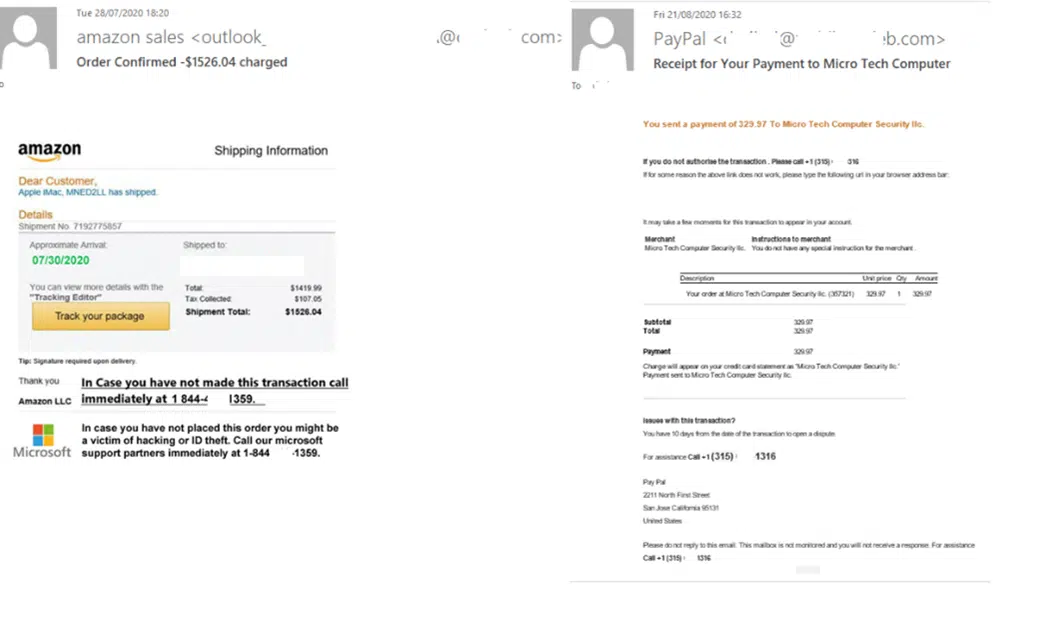 Tue 28/07/2020 18:20
amazon sales <outlook_ @ com>
Order Confirmed -$1526.04 charged
amazon
Shipping Information
Dear Customer,
Apple iMac, MNED2LL has shipped.
Details
Shipment No. 7192775857
Approximate Arrival:
07/30/2020
Shipped to:
You can view more details with the
"Tracking Editor"
Track your package
Total: $1419.99
Tax Collected: $107.05
Shipment Total: $1526.04
Tip: Signature required upon delivery.
Thank you
Amazon LLC
In Case you have not made this transaction call
immediately at 1 844- 1359.
Microsoft
In case you have not placed this order you might be
a victim of hacking or ID theft. Call our microsoft
support partners immediately at 1-844 -1359.
Fri 21/08/2020 16:32
PayPal < @ eb.com>
Receipt for Your Payment to Micro Tech Computer
To
You sent a payment of 329.97 To Micro Tech Computer Security llc.
If you do not authorise the transaction . Please call +1 (315) 316
If for some reason the above link does not work, please type the following url in your browser address bar:
It may take a few moments for this transaction to appear in your account.
Merchant Instructions to merchant
Micro Tech Computer Security llc. You do not have any special instruction for the merchant .
Description Unit price Qty Amount
Your order at Micro Tech Computer Security llc. (357321) 329.97 1 329.97
Subtotal 329.97
Total 329.97
Payment 329.97
Charge will appear on your credit card statement as "Micro Tech Computer Security llc."
Payment sent to Micro Tech Computer Security llc.
Issues with this transaction?
You have 10 days from the date of the transaction to open a dispute.
For assistance Call +1 (315) 1316
Pay Pal
2211 North First Street
San Jose California 95131
United States
Please do not reply to this email. This mailbox is not monitored and you will not receive a response. For assistance
Call +1 (315) 1316